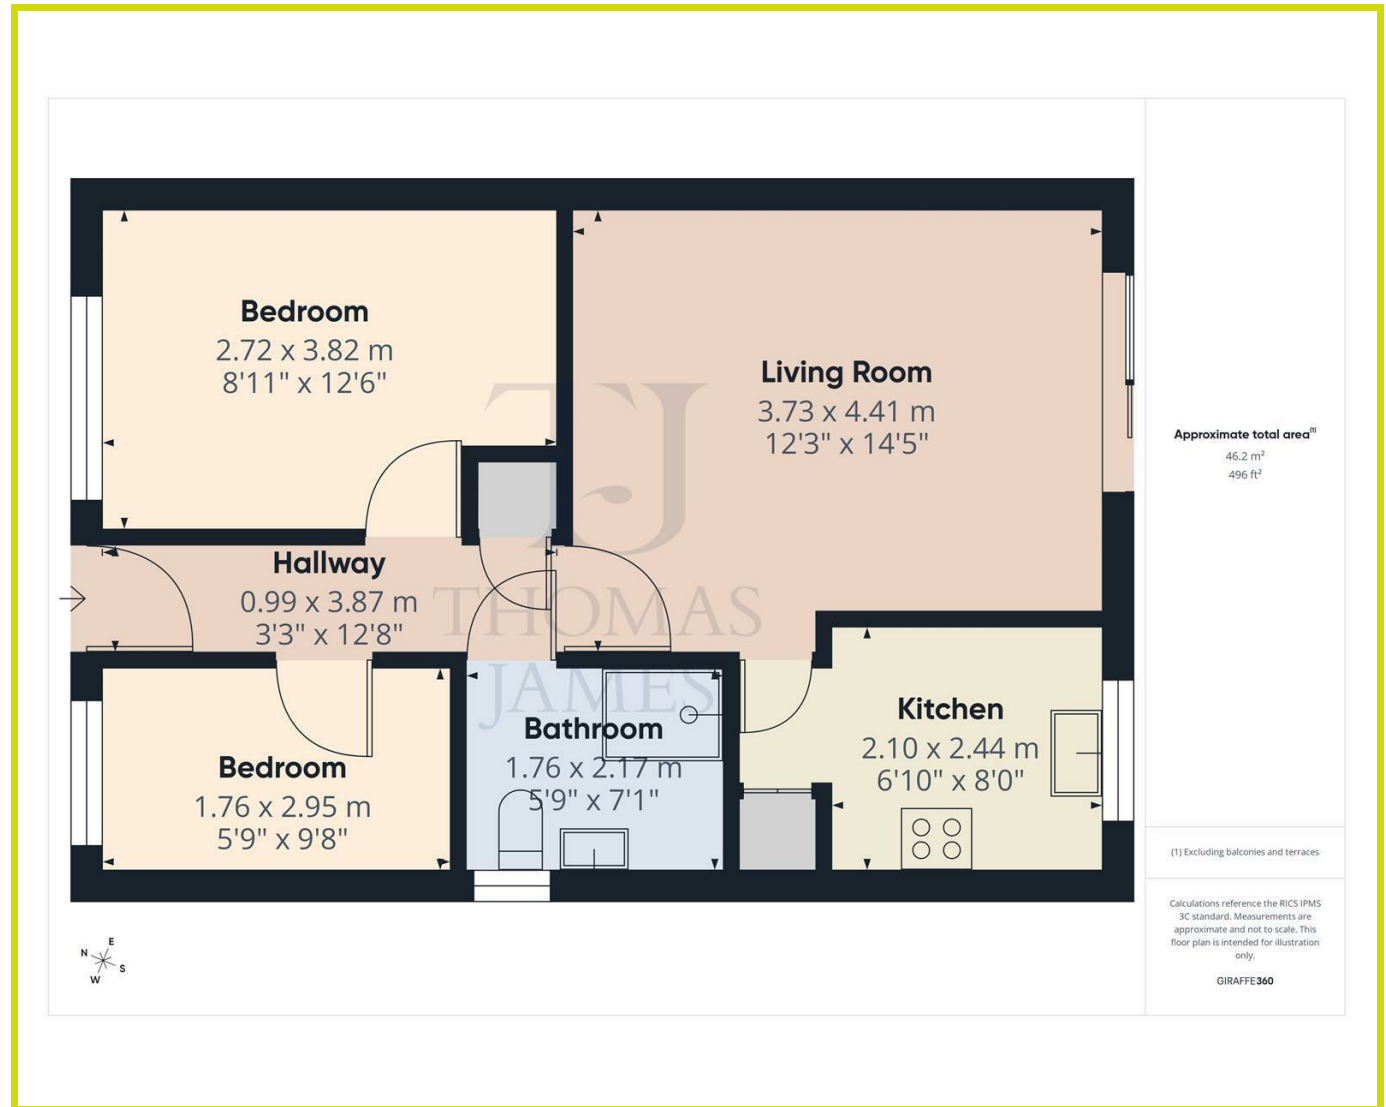 Bedroom
2.72 x 3.82 m
8'11" x 12'6"
Living Room
3.73 x 4.41 m
12'3" x 14'5"
Approximate total area(1)
46.2 m²
496 ft²
Hallway
0.99 x 3.87 m
3'3" x 12'8"
TJ
THOMAS
JAMES
Bedroom
1.76 x 2.95 m
5'9" x 9'8"
Bathroom
1.76 x 2.17 m
5'9" x 7'1"
Kitchen
2.10 x 2.44 m
6'10" x 8'0"
(1) Excluding balconies and terraces
Calculations reference the RICS IPMS
3C standard. Measurements are
approximate and not to scale. This
floor plan is intended for illustration
only.
GIRAFFE360
E
N
S
W